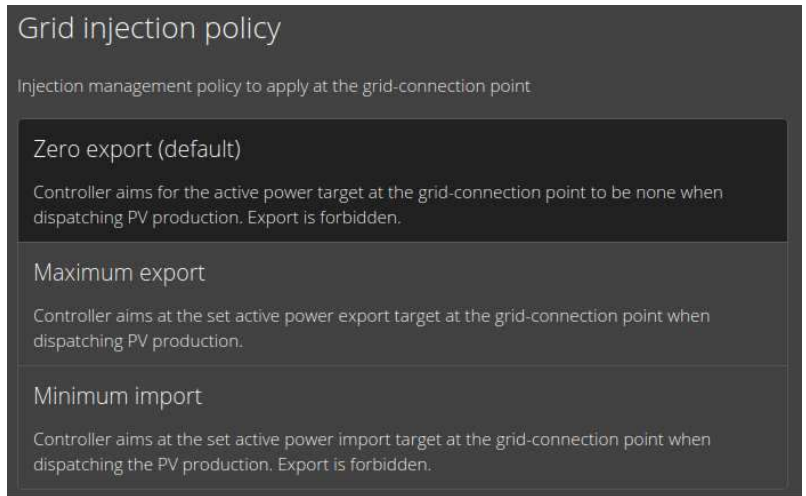 Grid injection policy
Injection management policy to apply at the grid-connection point
Zero export (default)
Controller aims for the active power target at the grid-connection point to be none when
dispatching PV production. Export is forbidden.
Maximum export
Controller aims at the set active power export target at the grid-connection point when
dispatching PV production.
Minimum import
Controller aims at the set active power import target at the grid-connection point when
dispatching the PV production. Export is forbidden.